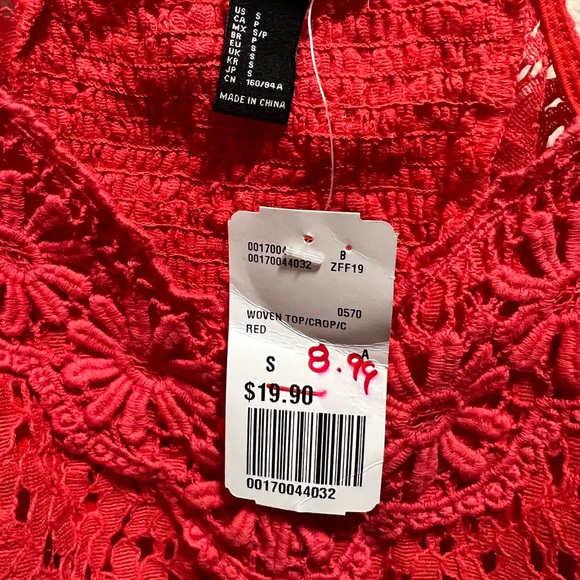 US S
CA P
MX S/P
BR P
EU S
UK S
KR S
JP S
CN 160/84A
MADE IN CHINA
0017004
00170044032
B
ZFF19
0570
WOVEN TOP/CROP/C
RED
A
S 8.99
$19.90
00170044032